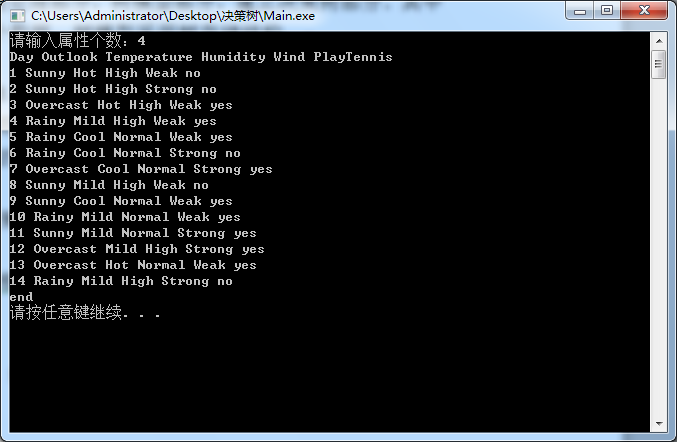 C:\Users\Administrator\Desktop\决策树\Main.exe
请输入属性个数：4
Day Outlook Temperature Humidity Wind PlayTennis
1 Sunny Hot High Weak no
2 Sunny Hot High Strong no
3 Overcast Hot High Weak yes
4 Rainy Mild High Weak yes
5 Rainy Cool Normal Weak yes
6 Rainy Cool Normal Strong no
7 Overcast Cool Normal Strong yes
8 Sunny Mild High Weak no
9 Sunny Cool Normal Weak yes
10 Rainy Mild Normal Weak yes
11 Sunny Mild Normal Strong yes
12 Overcast Mild High Strong yes
13 Overcast Hot Normal Weak yes
14 Rainy Mild High Strong no
end
请按任意键继续. . .